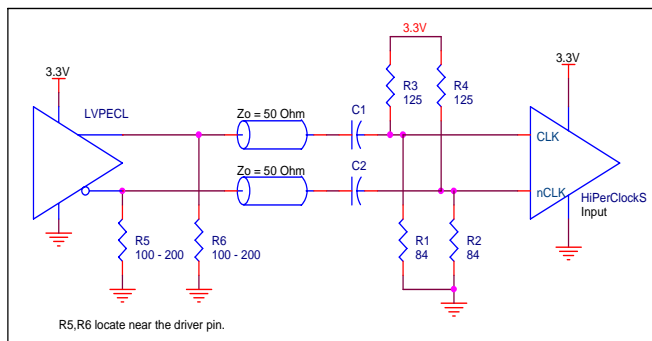 3.3V
R3
125
R4
125
3.3V
3.3V
LVPECL
Zo = 50 Ohm
C1
CLK
Zo = 50 Ohm
C2
nCLK
HiPerClockS
Input
R5
100 - 200
R6
100 - 200
R1
84
R2
84
R5,R6 locate near the driver pin.